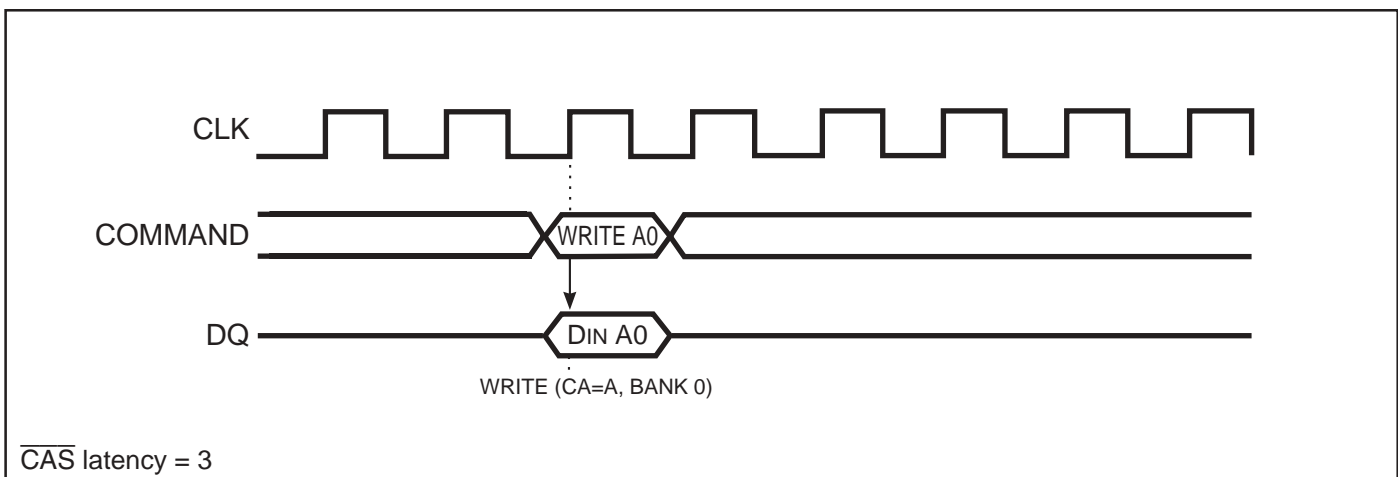 CLK
COMMAND
WRITE A0
DQ
DIN A0
WRITE (CA=A, BANK 0)
CAS latency = 3